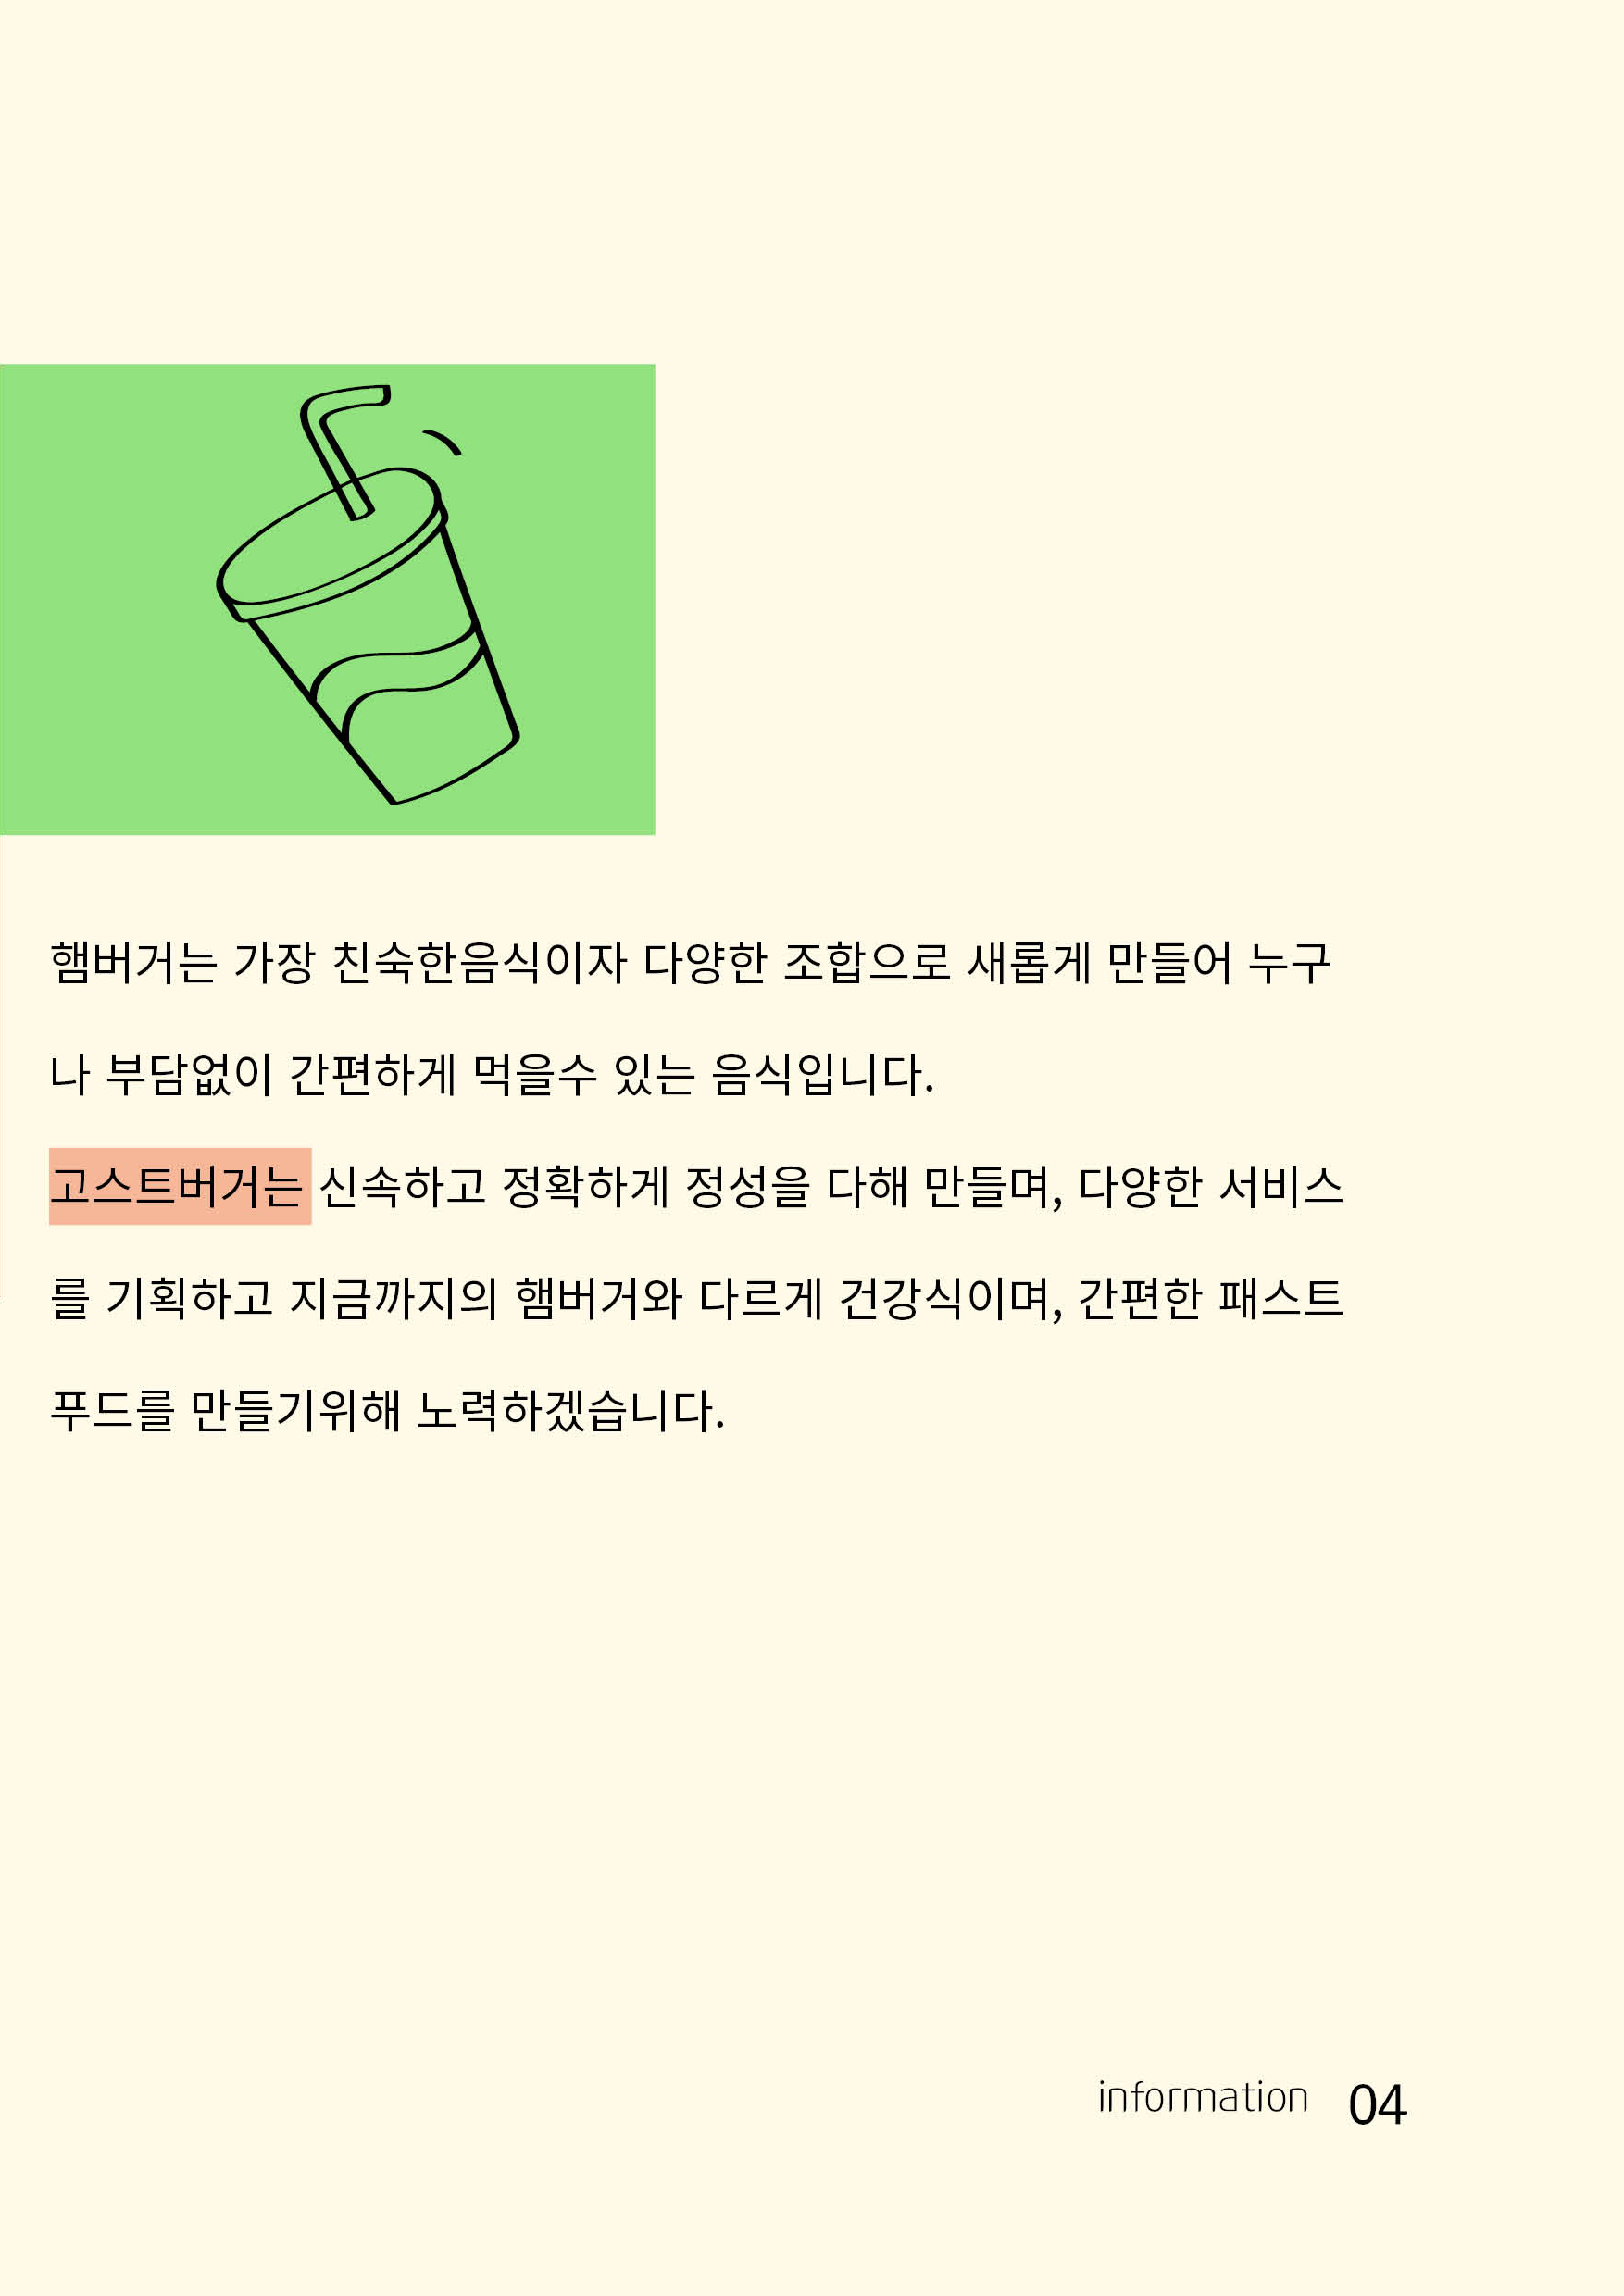 햄버거는 가장 친숙한음식이자 다양한 조합으로 새롭게 만들어 누구
나 부담없이 간편하게 먹을수 있는 음식입니다.
고스트버거는 신속하고 정확하게 정성을 다해 만들며, 다양한 서비스
를 기획하고 지금까지의 햄버거와 다르게 건강식이며, 간편한 패스트
푸드를 만들기위해 노력하겠습니다.
information 04